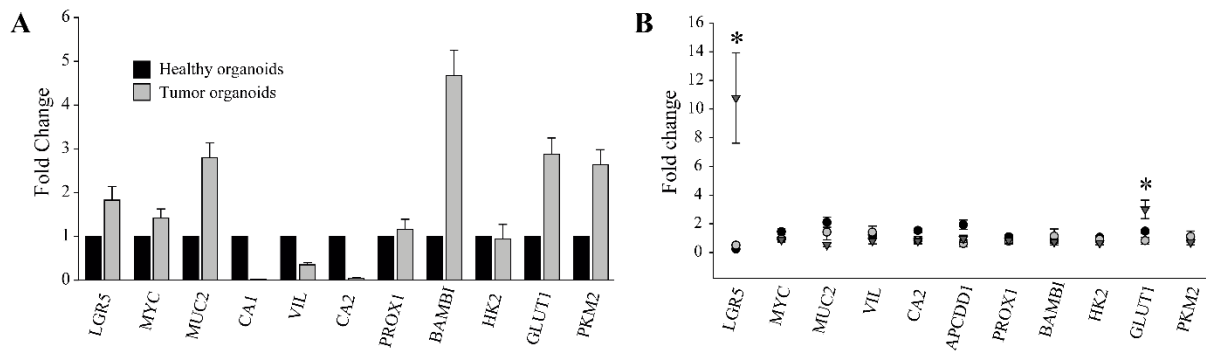 A
Fold Change
6
5
4
3
2
1
0
Healthy organoids
Tumor organoids
LGR5 MYC MUC2 CA1 VIL CA2 PROX1 BAMBI HK2 GLUT1 PKM2
B
Fold change
16
14
12
10
8
6
4
2
0
*
*
LGR5 MYC MUC2 VIL CA2 APCDD1 PROX1 BAMBI HK2 GLUT1 PKM2